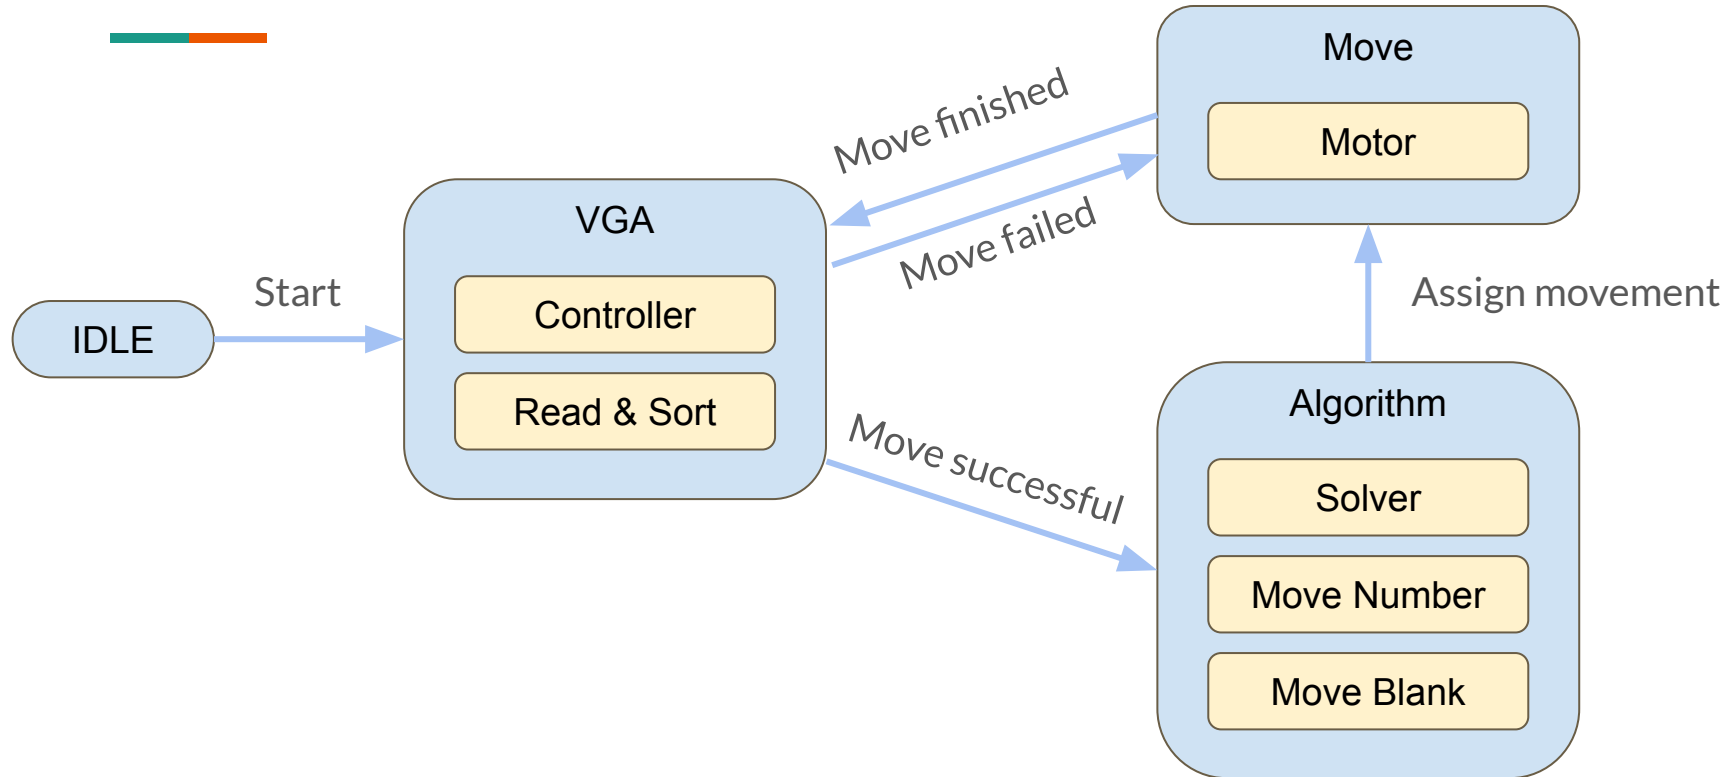 IDLE
Start
VGA
Controller
Read & Sort
Move finished
Move failed
Move successful
Move
Motor
Assign movement
Algorithm
Solver
Move Number
Move Blank